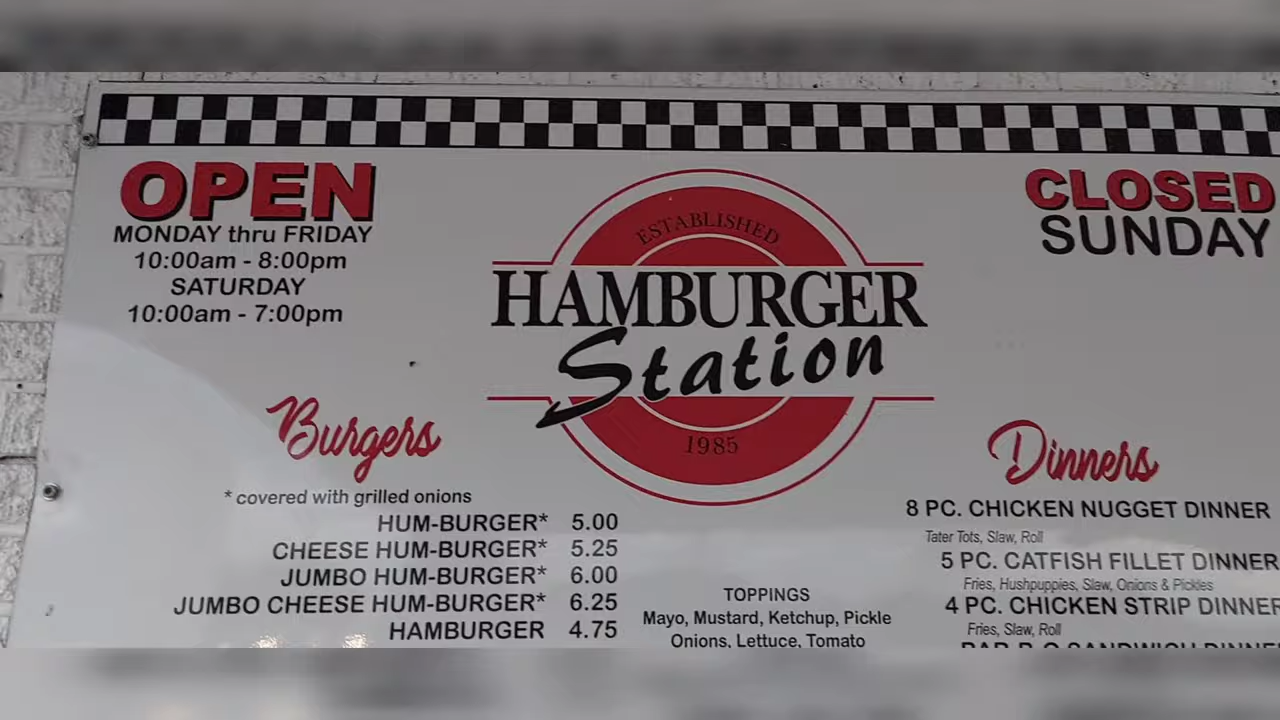 OPEN
MONDAY thru FRIDAY
10:00am - 8:00pm
SATURDAY
10:00am - 7:00pm
ESTABLISHED
HAMBURGER
Station
1985
CLOSED
SUNDAY
Burgers
* covered with grilled onions
HUM-BURGER* 5.00
CHEESE HUM-BURGER* 5.25
JUMBO HUM-BURGER* 6.00
JUMBO CHEESE HUM-BURGER* 6.25
HAMBURGER 4.75
TOPPINGS
Mayo, Mustard, Ketchup, Pickle
Onions, Lettuce, Tomato
Dinners
8 PC. CHICKEN NUGGET DINNER
Tater Tots, Slaw, Roll
5 PC. CATFISH FILLET DINNER
Fries, Hushpuppies, Slaw, Onions & Pickles
4 PC. CHICKEN STRIP DINNER
Fries, Slaw, Roll